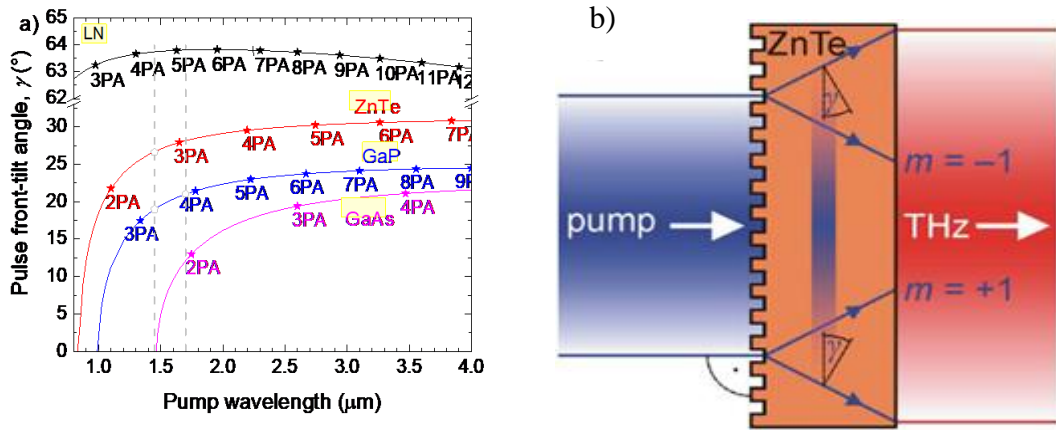 a)
65
64
63
62
30
25
20
15
10
5
0
Pulse front-tilt angle, γ (°)
LN
3PA 4PA 5PA 6PA 7PA 8PA 9PA 10PA 11PA 12
ZnTe
2PA 3PA 4PA 5PA 6PA 7PA
GaP
3PA 4PA 5PA 6PA 7PA 8PA 9P
GaAs
2PA 3PA 4PA
1.0 1.5 2.0 2.5 3.0 3.5 4.0
Pump wavelength (μm)
b)
ZnTe
γ
m = –1
pump
THz
m = +1
γ